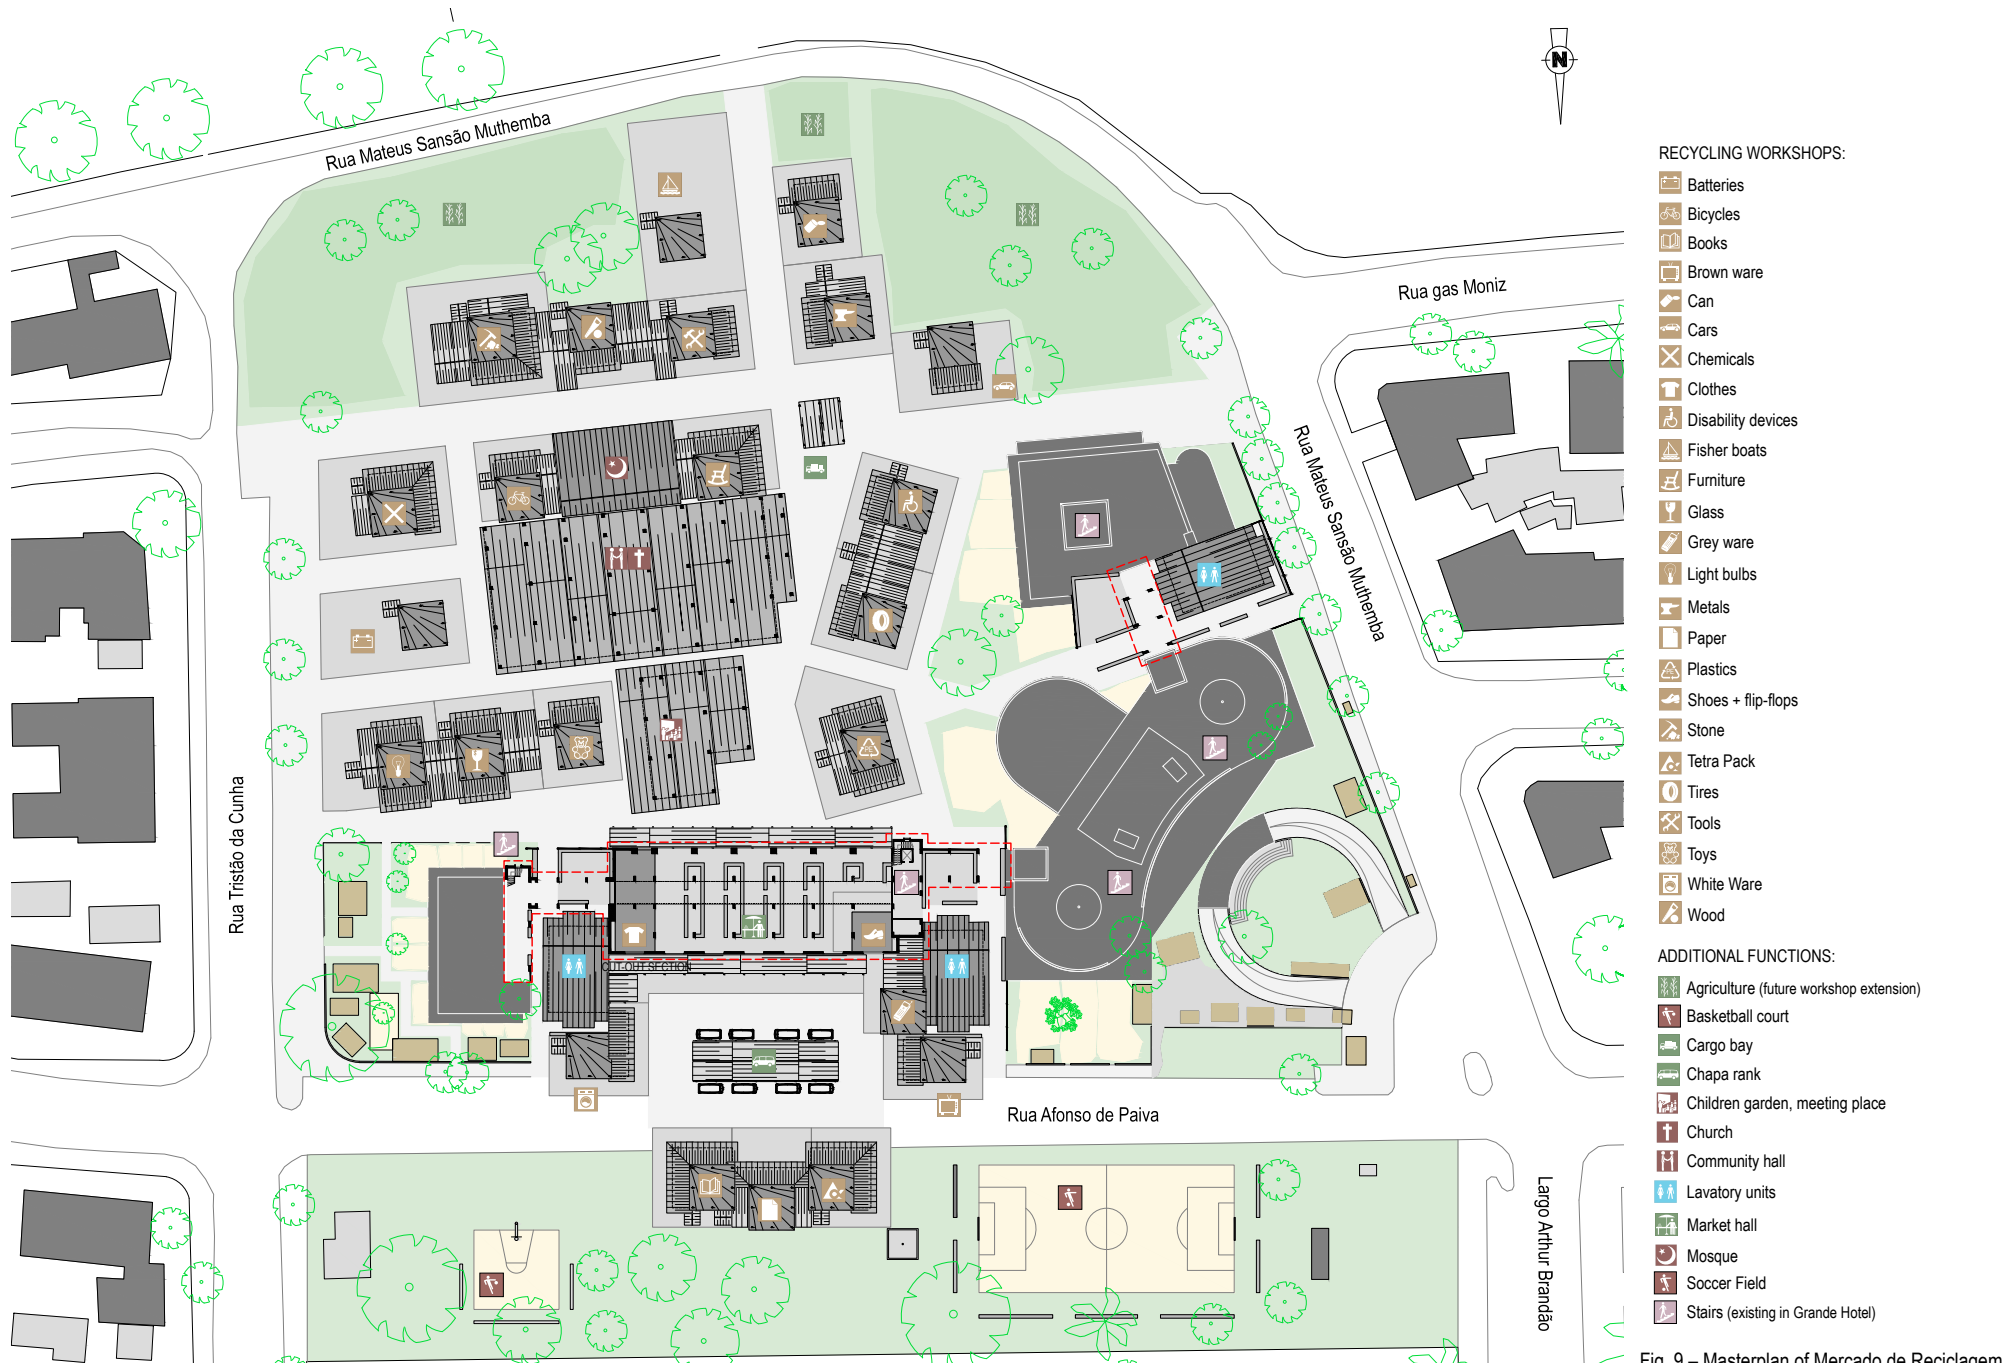 N
Rua Mateus Sansão Muthemba
Rua gas Moniz
Rua Mateus Sansão Muthemba
Rua Tristão da Cunha
CUT-OUT SECTION
Rua Afonso de Paiva
Largo Arthur Brandão
RECYCLING WORKSHOPS:
Batteries
Bicycles
Books
Brown ware
Can
Cars
Chemicals
Clothes
Disability devices
Fisher boats
Furniture
Glass
Grey ware
Light bulbs
Metals
Paper
Plastics
Shoes + flip-flops
Stone
Tetra Pack
Tires
Tools
Toys
White Ware
Wood
ADDITIONAL FUNCTIONS:
Agriculture (future workshop extension)
Basketball court
Cargo bay
Chapa rank
Children garden, meeting place
Church
Community hall
Lavatory units
Market hall
Mosque
Soccer Field
Stairs (existing in Grande Hotel)
Fig. 9 – Masterplan of Mercado de Reciclagem